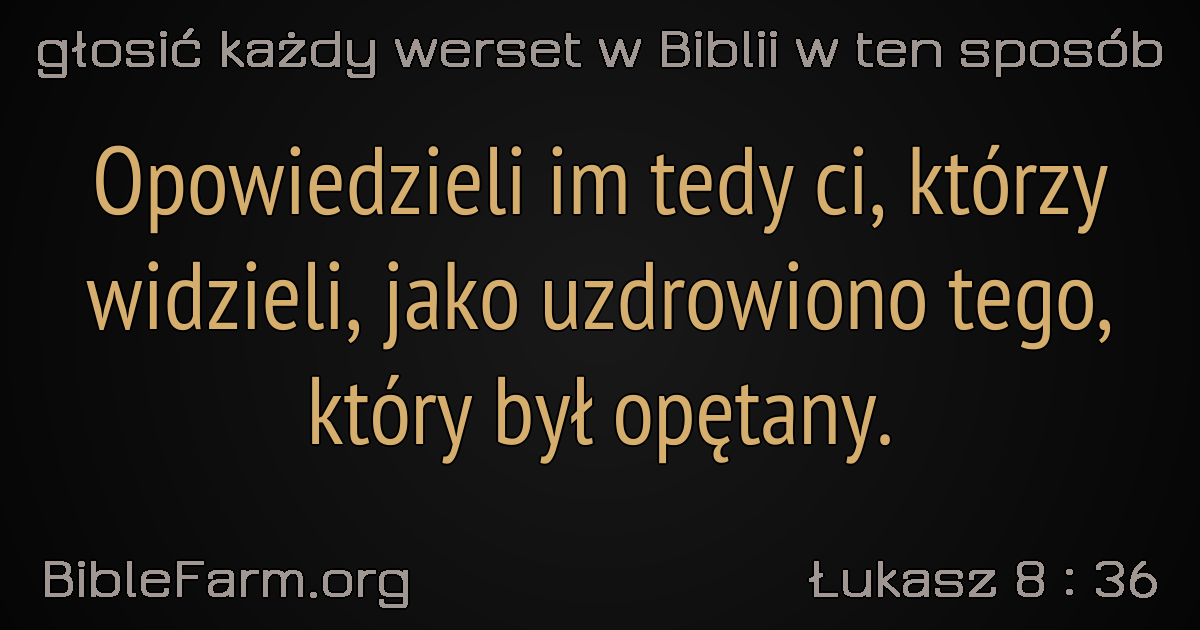 głosić każdy werset w Biblii w ten sposób
Opowiedzieli im tedy ci, którzy
widzieli, jako uzdrowiono tego,
który był opętany.
BibleFarm.org
Łukasz 8 : 36